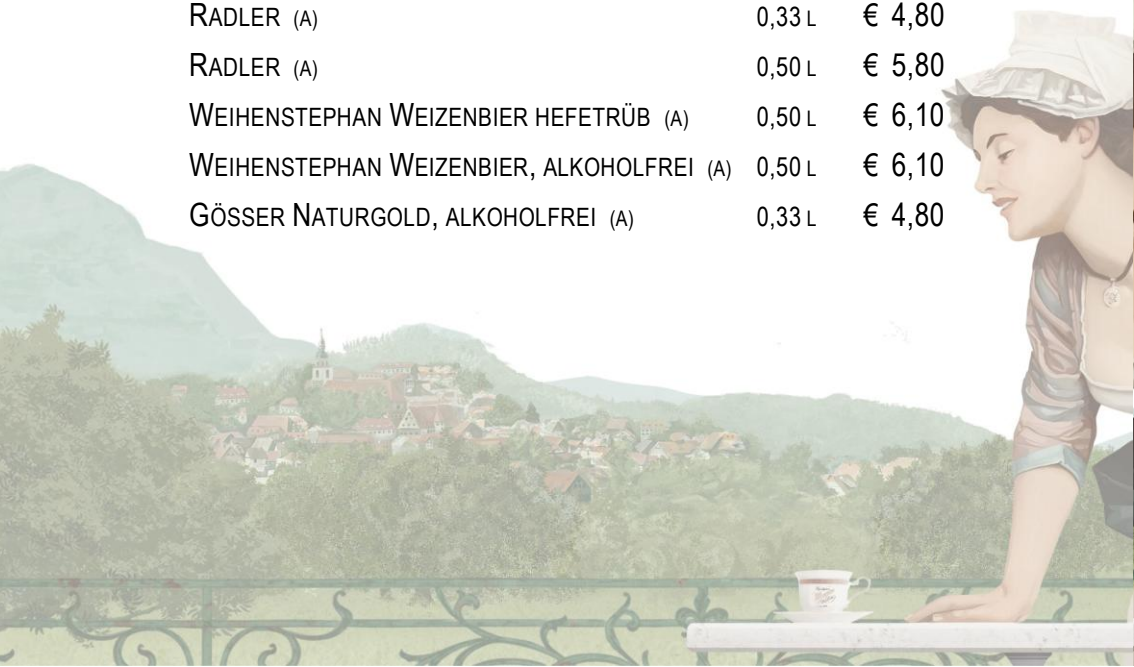 RADLER (A) 0,33 L € 4,80
RADLER (A) 0,50 L € 5,80
WEIHENSTEPHAN WEIZENBIER HEFETRÜB (A) 0,50 L € 6,10
WEIHENSTEPHAN WEIZENBIER, ALKOHOLFREI (A) 0,50 L € 6,10
GÖSSER NATURGOLD, ALKOHOLFREI (A) 0,33 L € 4,80